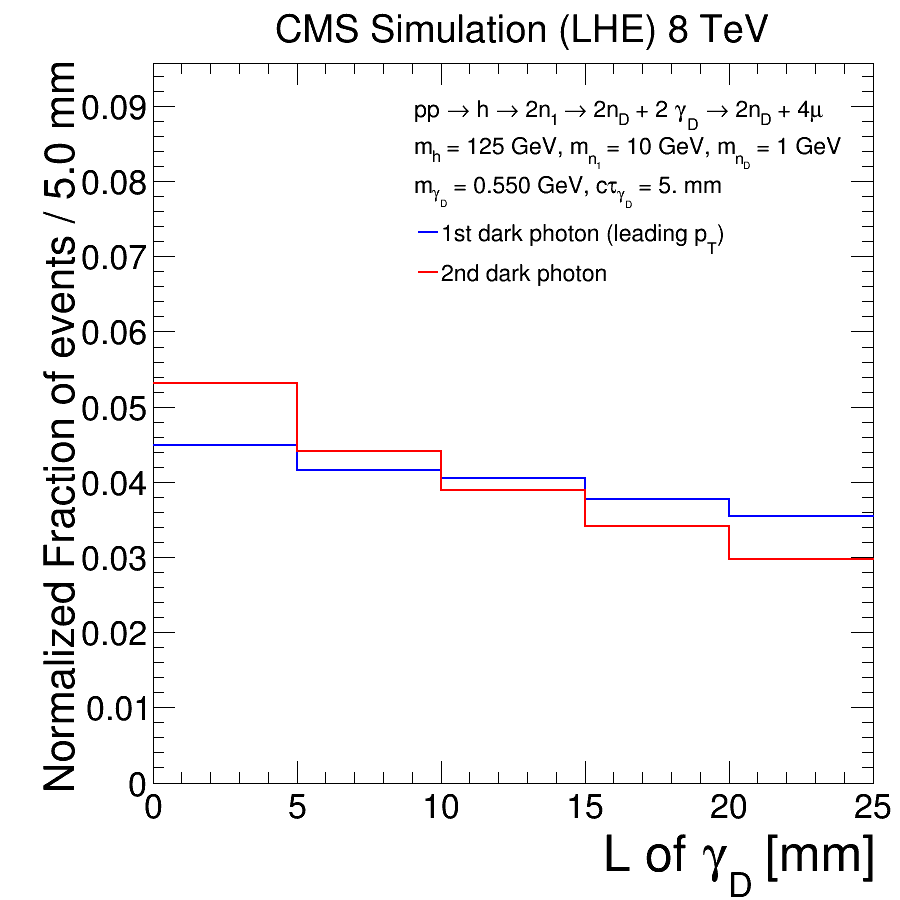 CMS Simulation (LHE) 8 TeV
Normalized Fraction of events / 5.0 mm
0.09
0.08
0.07
0.06
0.05
0.04
0.03
0.02
0.01
0
pp → h → 2n₁ → 2n_D + 2 γ_D → 2n_D + 4μ
m_h = 125 GeV, m_n₁ = 10 GeV, m_n_D = 1 GeV
m_γ_D = 0.550 GeV, cτ_γ_D = 5. mm
1st dark photon (leading p_T)
2nd dark photon
0 5 10 15 20 25
L of γ_D [mm]